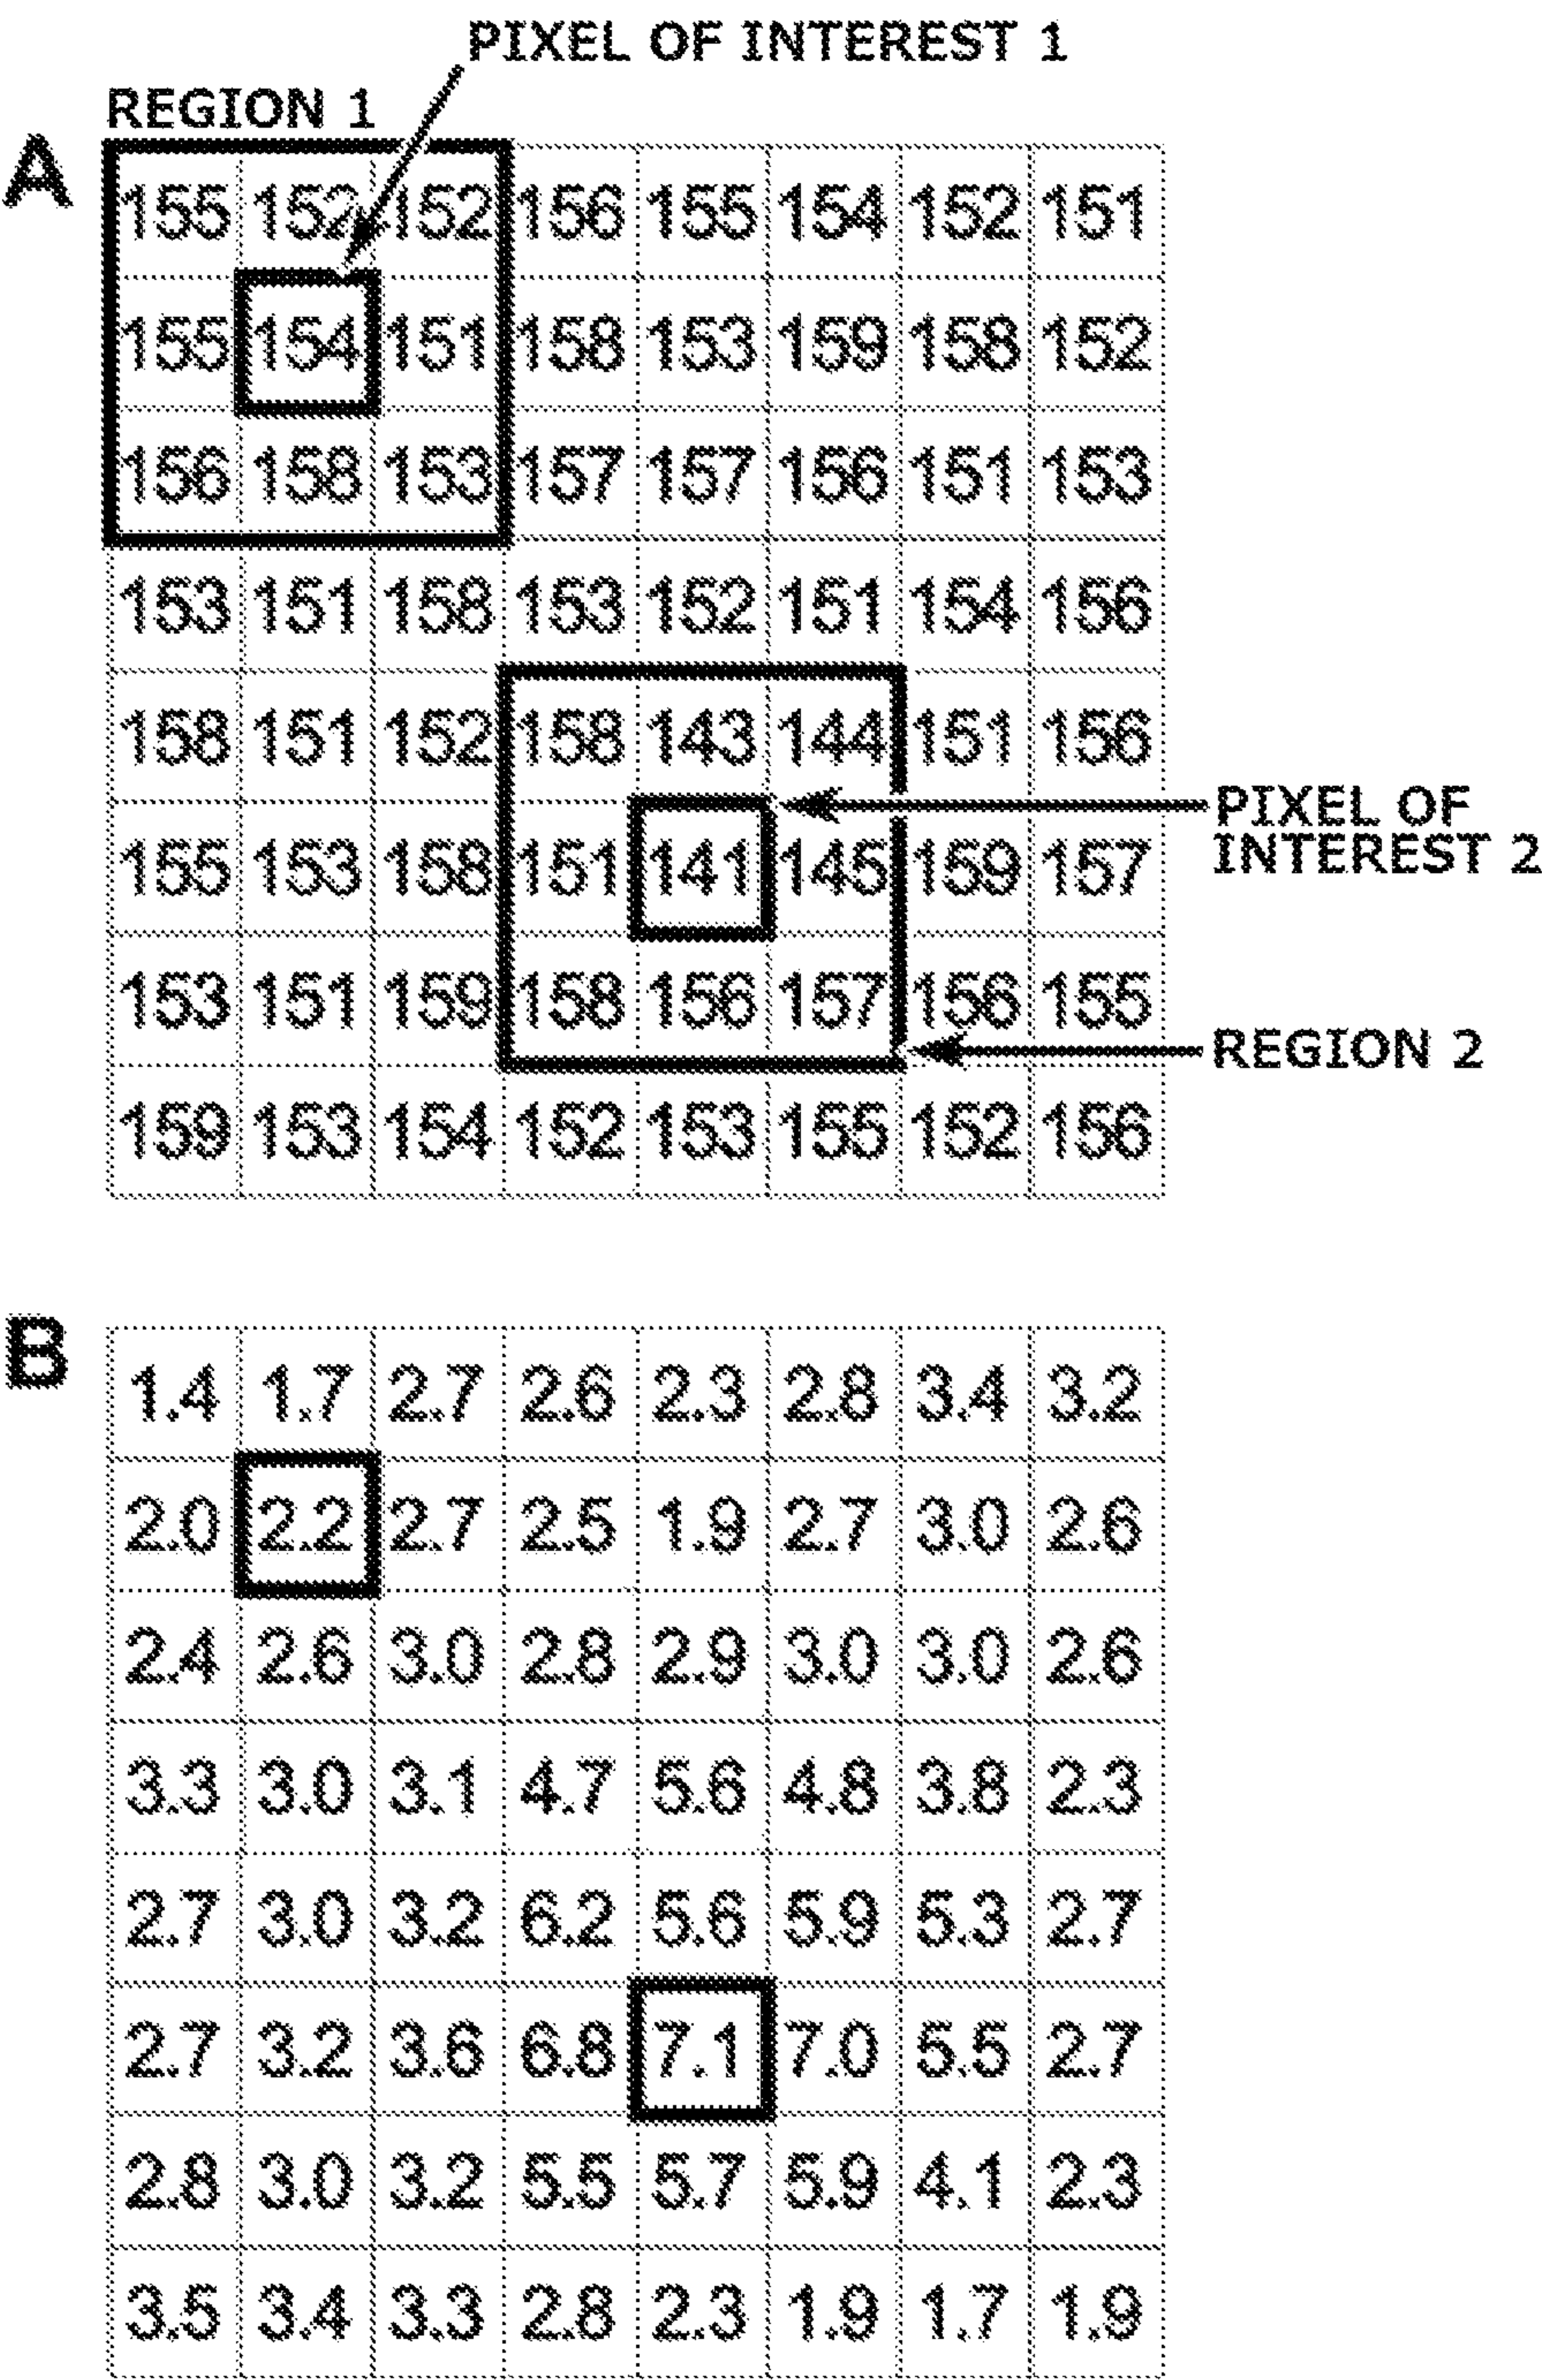 PIXEL OF INTEREST 1
REGION 1
A
155 152 152 156 155 154 152 151
155 154 151 158 153 159 158 152
156 158 153 157 157 156 151 153
153 151 158 153 152 151 154 156
158 151 152 158 143 144 151 156
PIXEL OF
INTEREST 2
155 153 158 151 141 145 159 157
153 151 159 158 156 157 156 155
REGION 2
159 153 154 152 153 155 152 156
B
1.4 1.7 2.7 2.6 2.3 2.8 3.4 3.2
2.0 2.2 2.7 2.5 1.9 2.7 3.0 2.6
2.4 2.6 3.0 2.8 2.9 3.0 3.0 2.6
3.3 3.0 3.1 4.7 5.6 4.8 3.8 2.3
2.7 3.0 3.2 6.2 5.6 5.9 5.3 2.7
2.7 3.2 3.6 6.8 7.1 7.0 5.5 2.7
2.8 3.0 3.2 5.5 5.7 5.9 4.1 2.3
3.5 3.4 3.3 2.8 2.3 1.9 1.7 1.9